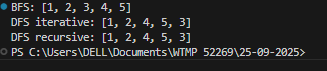 BFS: [1, 2, 3, 4, 5]
DFS iterative: [1, 2, 4, 5, 3]
DFS recursive: [1, 2, 4, 5, 3]
PS C:\Users\DELL\Documents\WTMP 52269\25-09-2025>